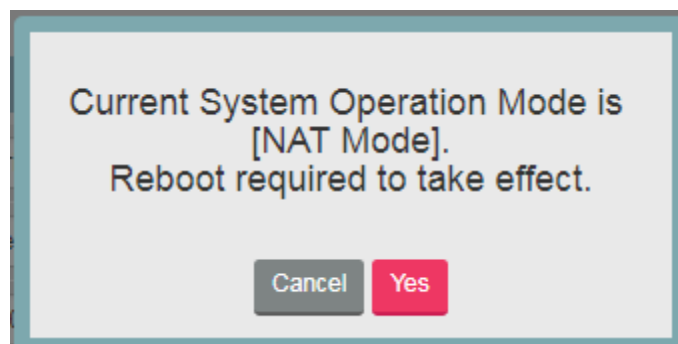 Current System Operation Mode is
[NAT Mode].
Reboot required to take effect.
Cancel
Yes